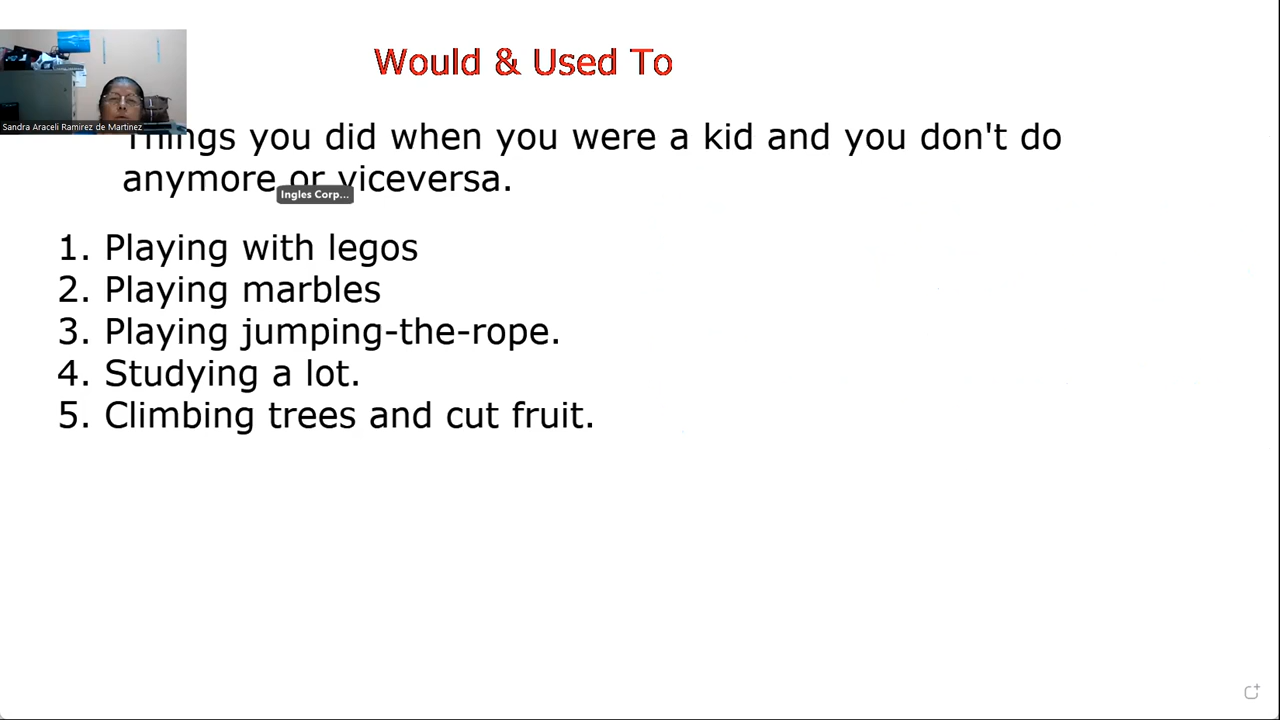 Would & Used To
Sandra Araceli Ramirez de Martinez
Things you did when you were a kid and you don't do
anymore or viceversa.
Ingles Corp...
1. Playing with legos
2. Playing marbles
3. Playing jumping-the-rope.
4. Studying a lot.
5. Climbing trees and cut fruit.